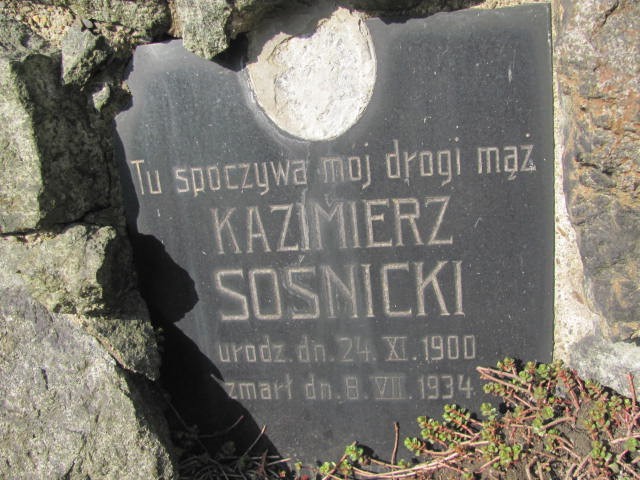 Tu spoczywa mój drogi mąż
KAZIMIERZ
SOŚNICKI
urodz. dn. 24. XI. 1900
zmarł dn. 8. VII. 1934.